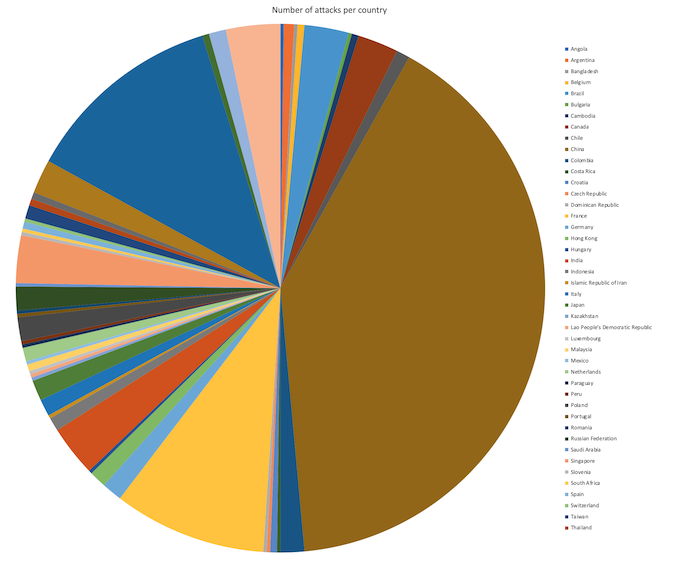 Number of attacks per country
Angola
Argentina
Bangladesh
Belgium
Brazil
Bulgaria
Cambodia
Canada
Chile
China
Colombia
Costa Rica
Croatia
Czech Republic
Dominican Republic
France
Germany
Hong Kong
Hungary
India
Indonesia
Islamic Republic of Iran
Italy
Japan
Kazakhstan
Lao People's Democratic Republic
Luxembourg
Malaysia
Mexico
Netherlands
Paraguay
Peru
Poland
Portugal
Romania
Russian Federation
Saudi Arabia
Singapore
Slovenia
South Africa
Spain
Switzerland
Taiwan
Thailand